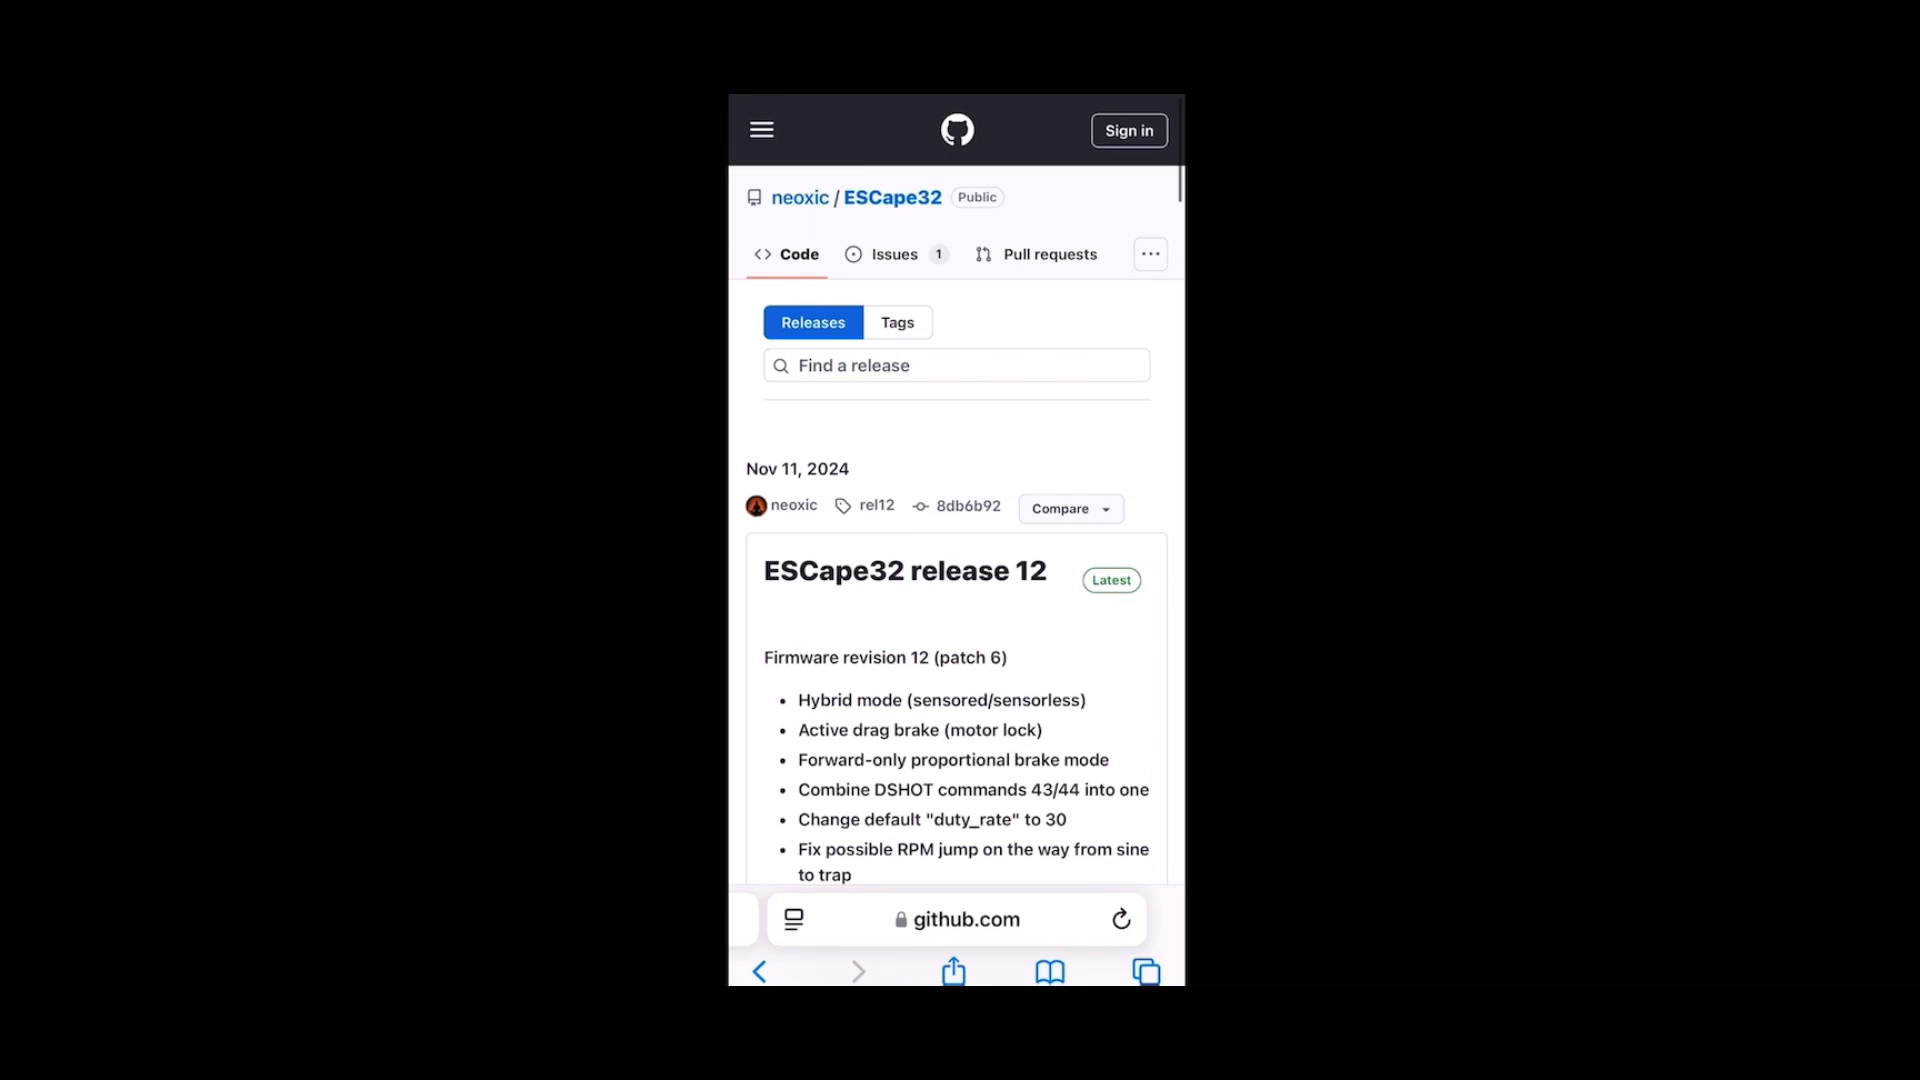 Sign in
neoxic / ESCape32 Public
Code Issues 1 Pull requests
Releases Tags
Find a release
Nov 11, 2024
neoxic rel12 8db6b92 Compare
ESCape32 release 12 Latest
Firmware revision 12 (patch 6)
• Hybrid mode (sensored/sensorless)
• Active drag brake (motor lock)
• Forward-only proportional brake mode
• Combine DSHOT commands 43/44 into one
• Change default "duty_rate" to 30
• Fix possible RPM jump on the way from sine
to trap
github.com